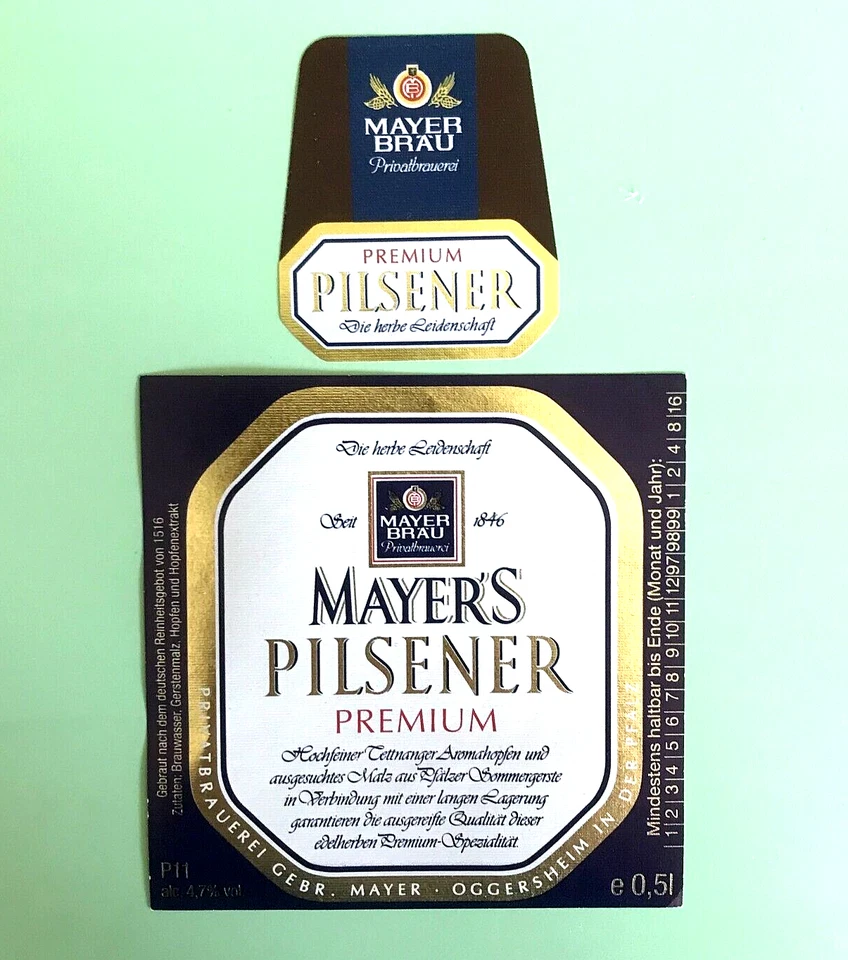 MAYER
BRÄU
Privatbrauerei
PREMIUM
PILSENER
Die herbe Leidenschaft
Die herbe Leidenschaft
Seit 1846
MAYER
BRÄU
Privatbrauerei
MAYER'S
PILSENER
PREMIUM
Hochfeiner Tettnanger Aromahopfen und
ausgesuchtes Malz aus Pfälzer Sommergerste
in Verbindung mit einer langen Lagerung
garantieren die ausgereifte Qualität dieser
edelherben Premium-Spezialität.
PRIVATBRAUEREI GEBR. MAYER · OGGERSHEIM IN DER PFALZ
Gebraut nach dem deutschen Reinheitsgebot von 1516
Zutaten: Brauwasser, Gerstenmalz, Hopfen und Hopfenextrakt
P11
alc. 4,7% vol
Mindestens haltbar bis Ende (Monat und Jahr):
1 2 3 4 5 6 7 8 9 10 11 12 97 98 99 1 2 4 8 16
e 0,5l